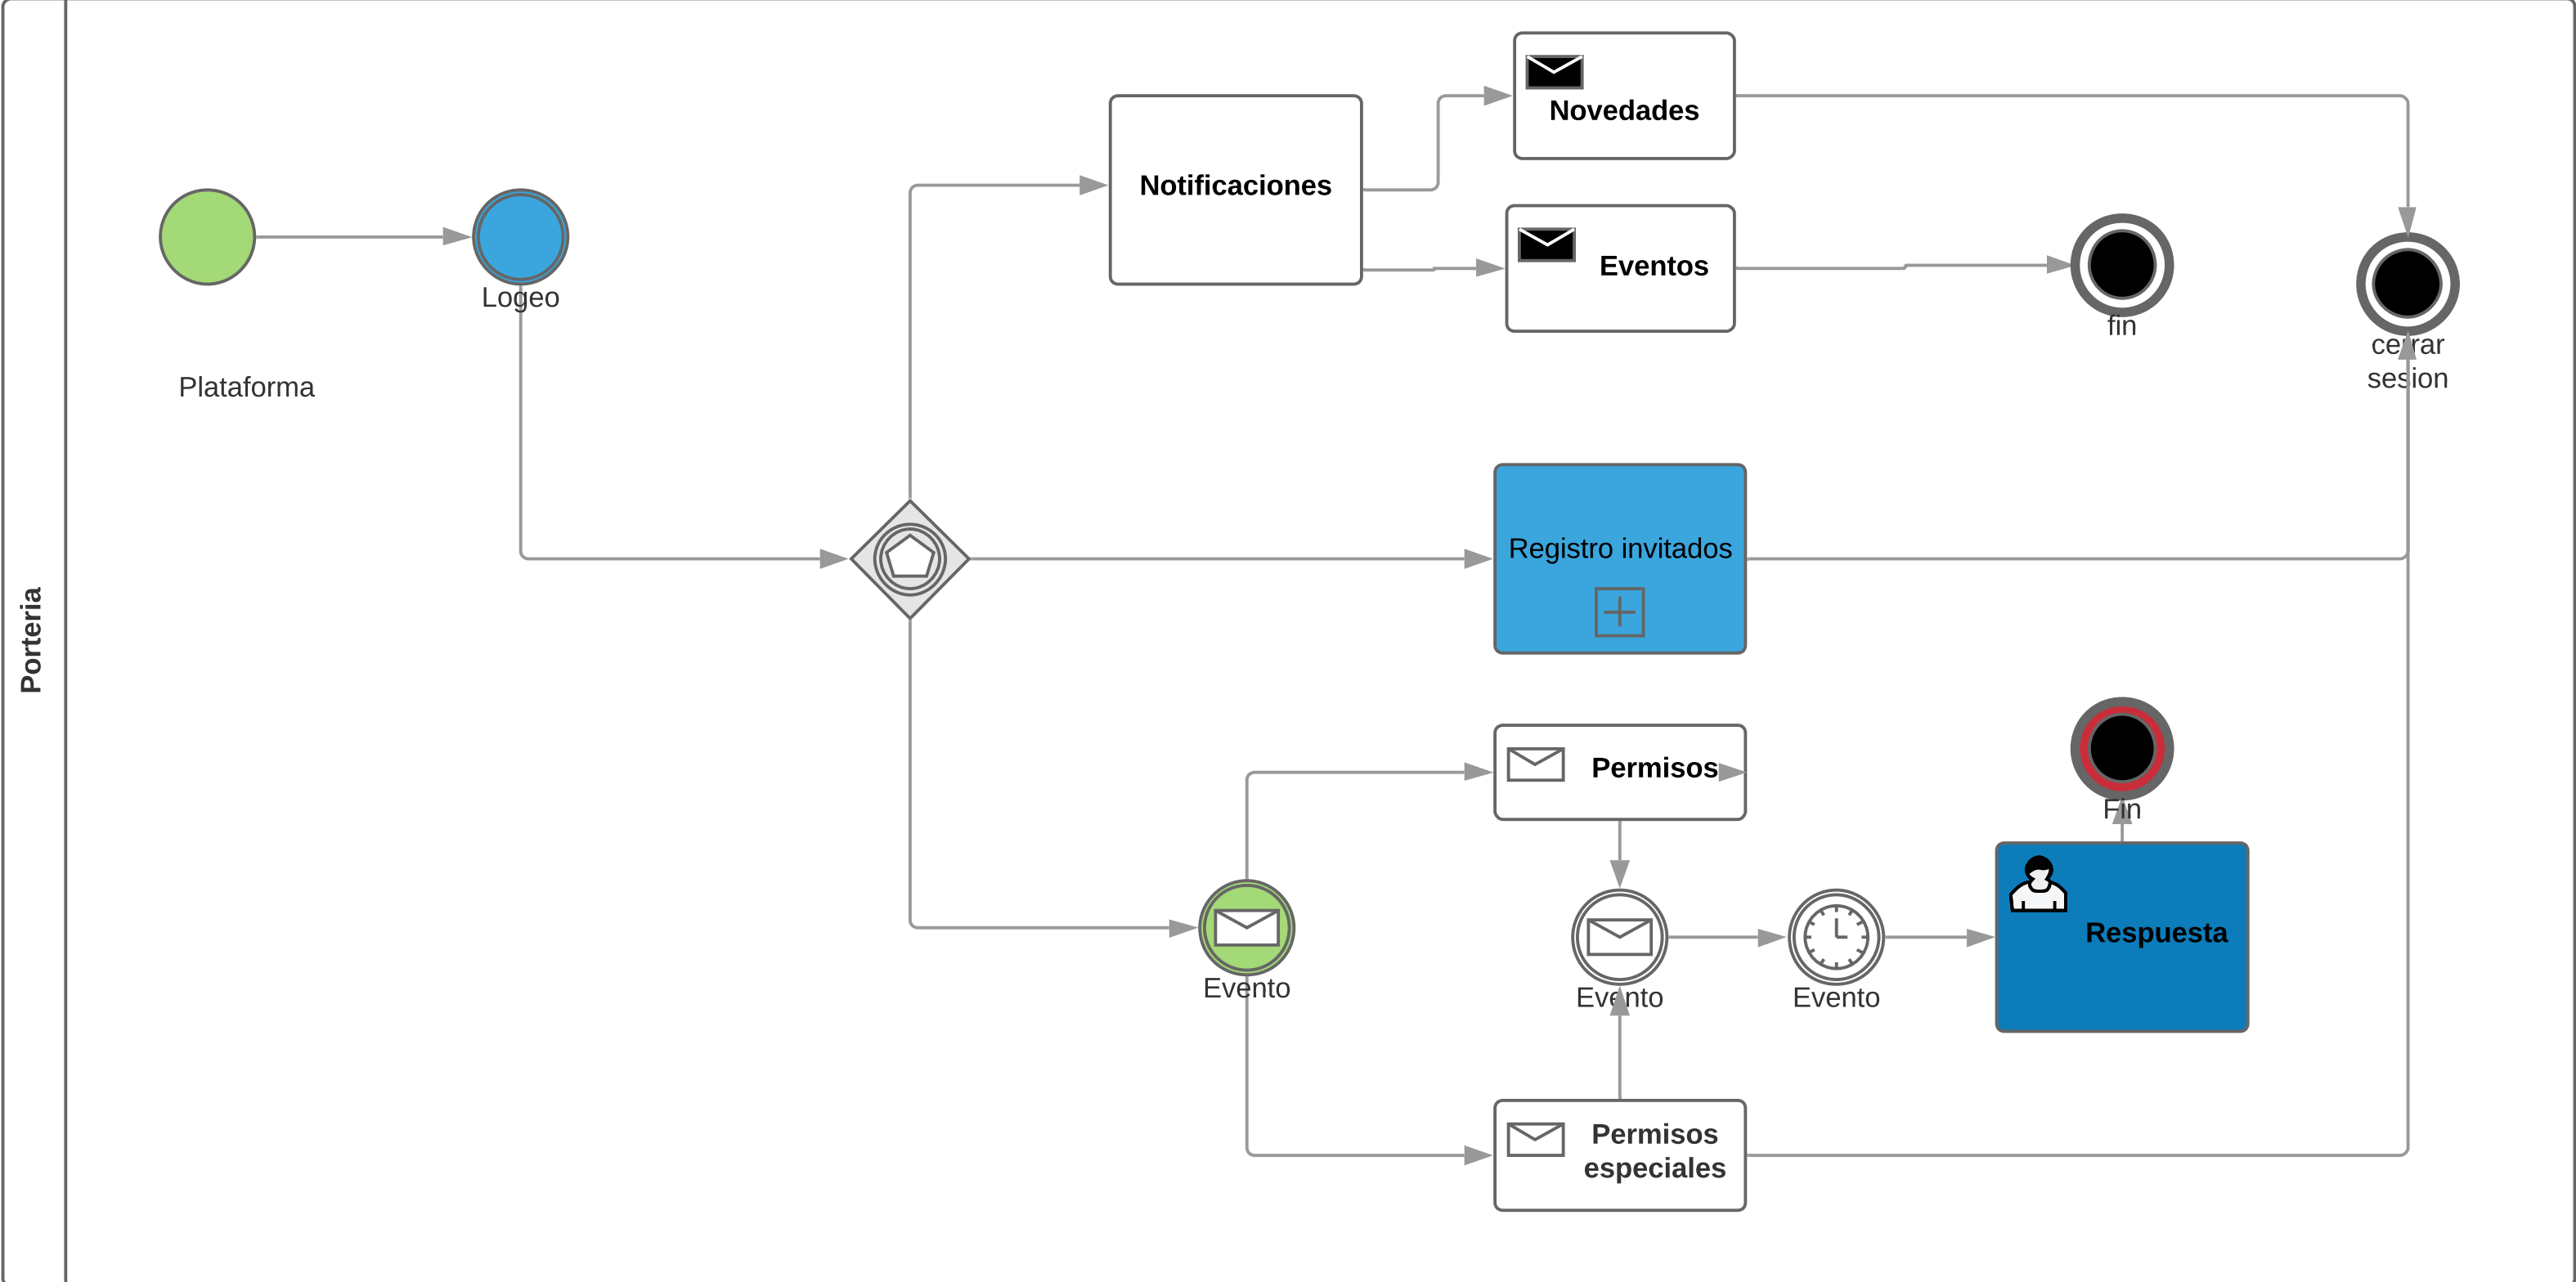 Porteria
Plataforma
Logeo
Notificaciones
Novedades
Eventos
fin
cerrar
sesion
Registro invitados
Permisos
Evento
Evento
Evento
Respuesta
Fin
Permisos
especiales